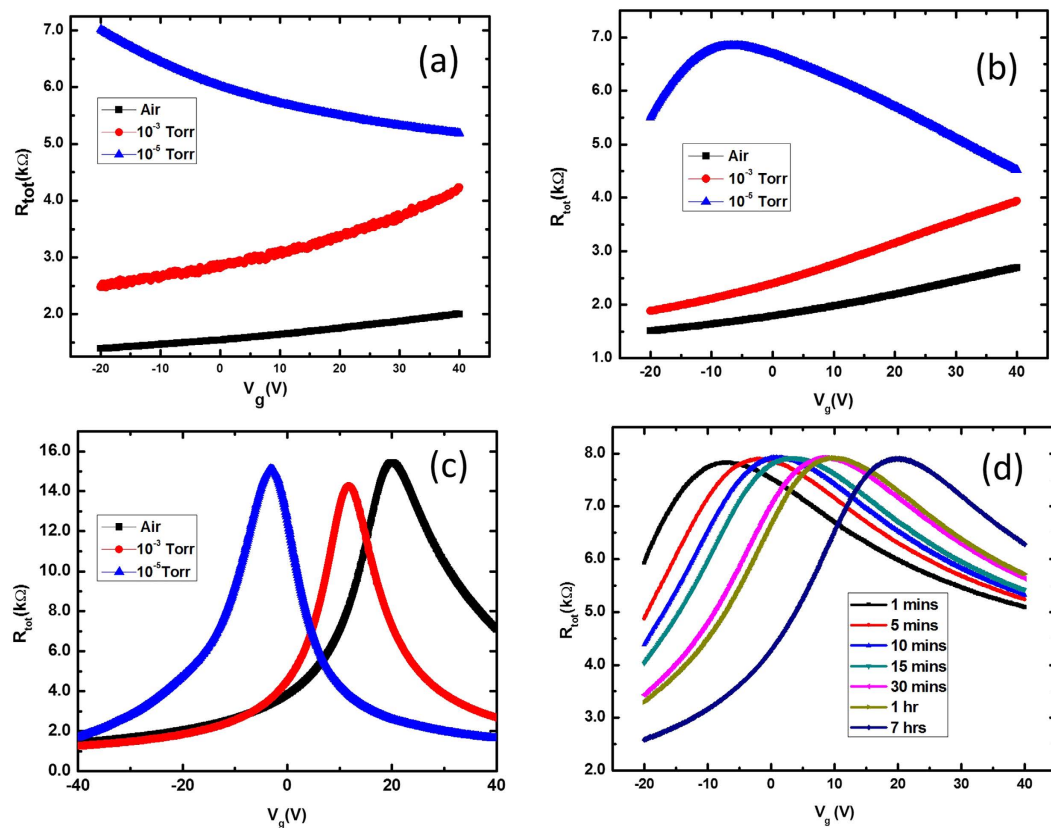 (a)
7.0
6.0
5.0
4.0
3.0
2.0
R_tot(kΩ)
Air
10⁻³ Torr
10⁻⁵ Torr
-20 -10 0 10 20 30 40
V_g(V)
(b)
7.0
6.0
5.0
4.0
3.0
2.0
1.0
R_tot(kΩ)
Air
10⁻³ Torr
10⁻⁵ Torr
-20 -10 0 10 20 30 40
V_g(V)
(c)
16.0
14.0
12.0
10.0
8.0
6.0
4.0
2.0
0.0
R_tot(kΩ)
Air
10⁻³ Torr
10⁻⁵Torr
-40 -20 0 20 40
V_g(V)
(d)
8.0
7.0
6.0
5.0
4.0
3.0
2.0
R_tot(kΩ)
1 mins
5 mins
10 mins
15 mins
30 mins
1 hr
7 hrs
-20 -10 0 10 20 30 40
V_g(V)